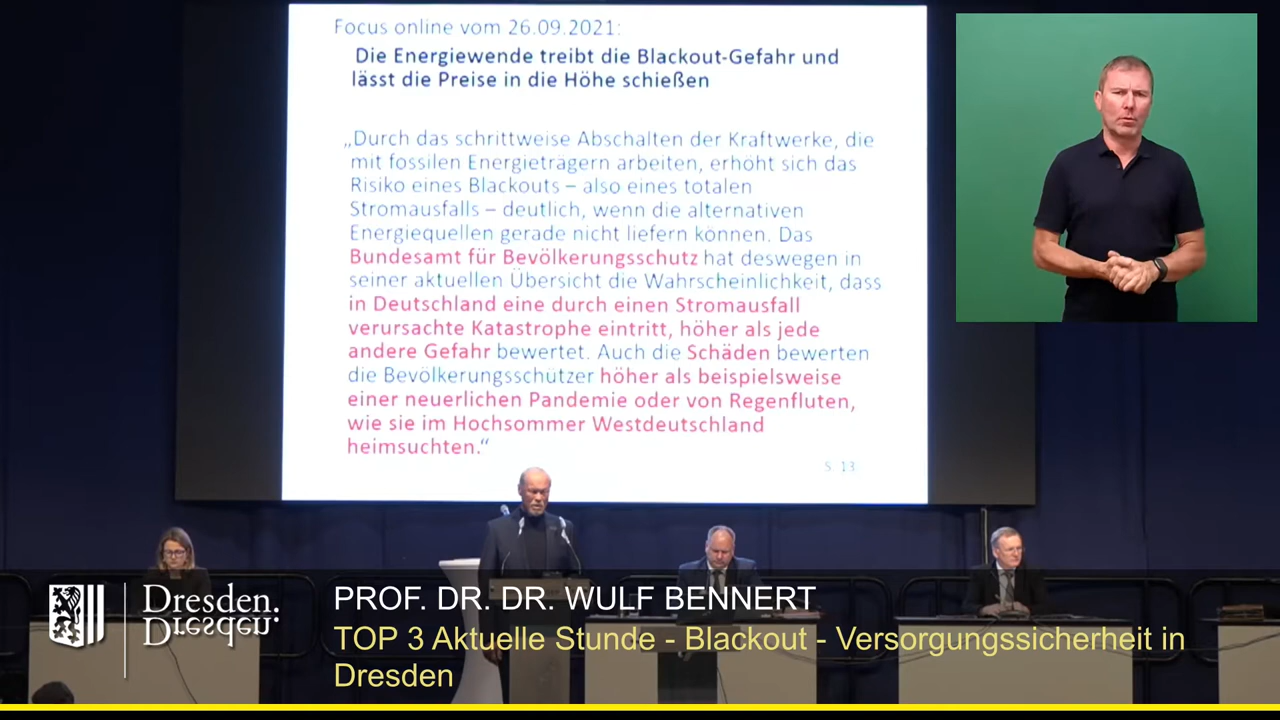 Focus online vom 26.09.2021:
Die Energiewende treibt die Blackout-Gefahr und
lässt die Preise in die Höhe schießen
„Durch das schrittweise Abschalten der Kraftwerke, die
mit fossilen Energieträgern arbeiten, erhöht sich das
Risiko eines Blackouts – also eines totalen
Stromausfalls – deutlich, wenn die alternativen
Energiequellen gerade nicht liefern können. Das
Bundesamt für Bevölkerungsschutz hat deswegen in
seiner aktuellen Übersicht die Wahrscheinlichkeit, dass
in Deutschland eine durch einen Stromausfall
verursachte Katastrophe eintritt, höher als jede
andere Gefahr bewertet. Auch die Schäden bewerten
die Bevölkerungsschützer höher als beispielsweise
einer neuerlichen Pandemie oder von Regenfluten,
wie sie im Hochsommer Westdeutschland
heimsuchten.“
S. 13
Dresden.
Dresden.
PROF. DR. DR. WULF BENNERT
TOP 3 Aktuelle Stunde - Blackout - Versorgungssicherheit in
Dresden